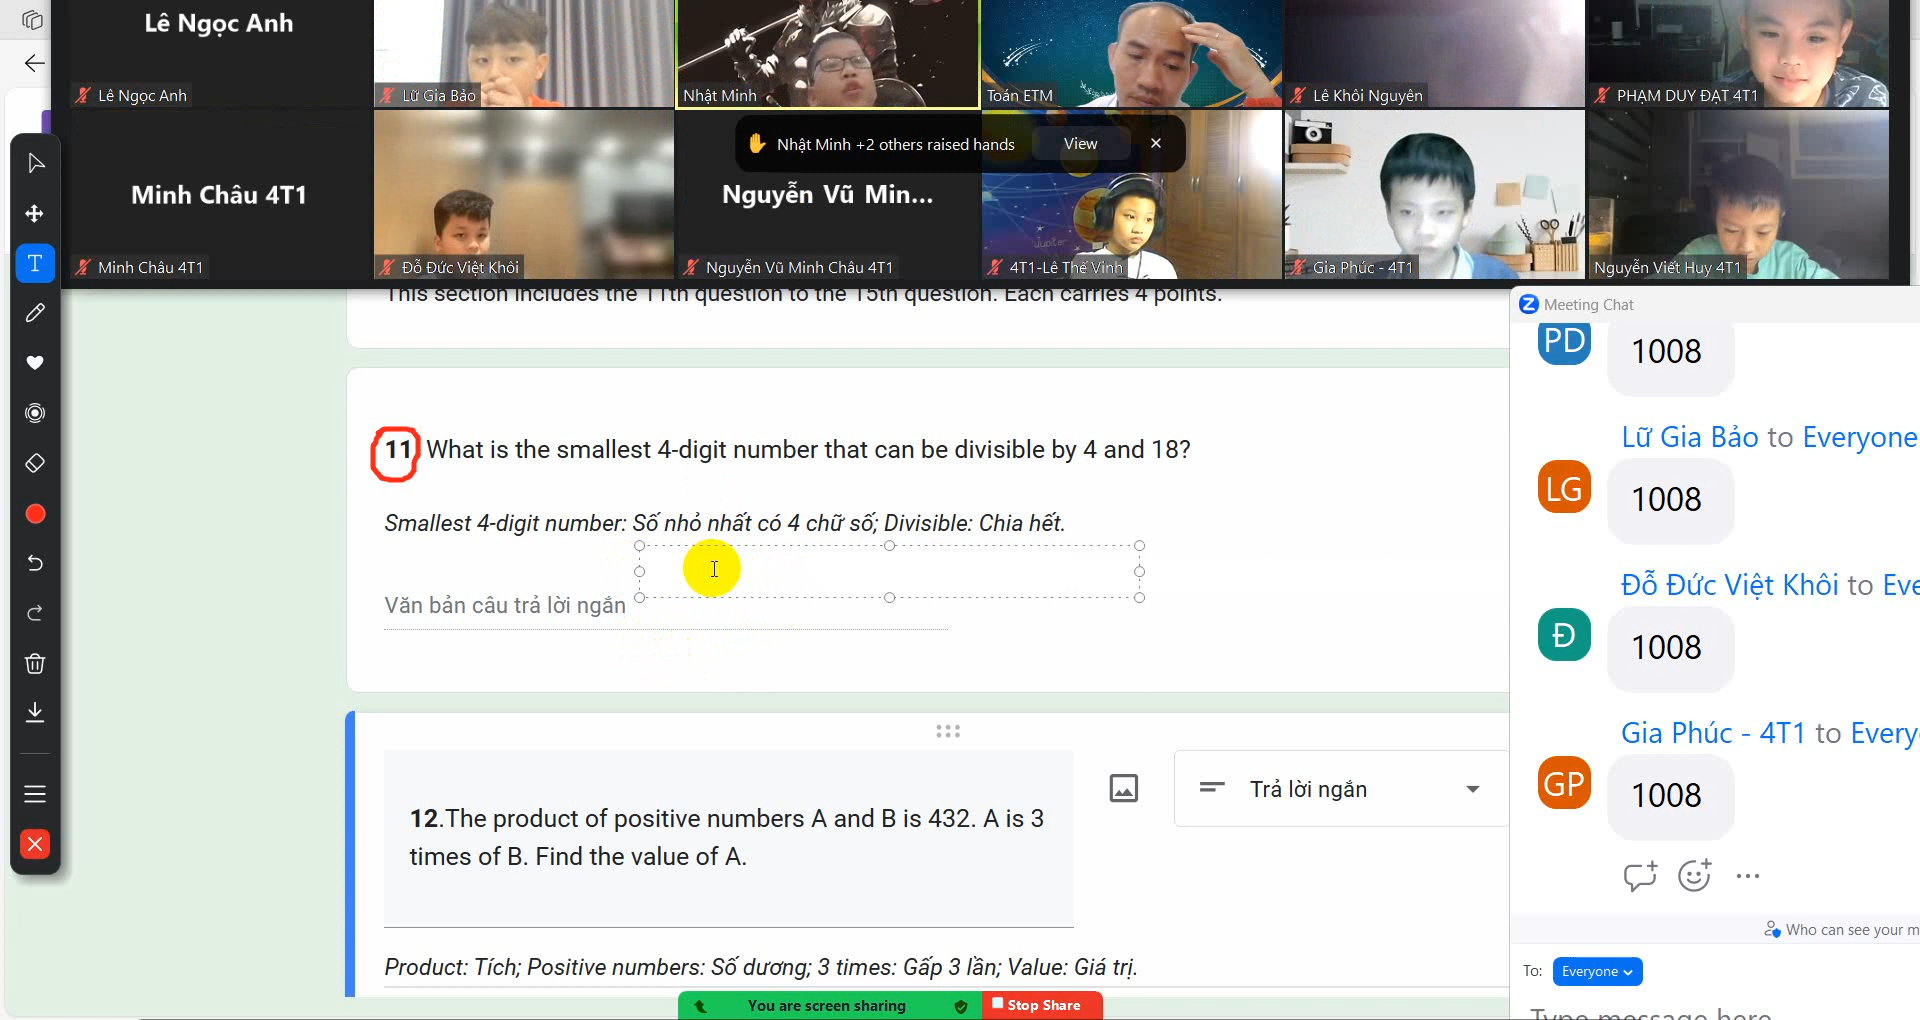 Lê Ngọc Anh
Lê Ngọc Anh
Lữ Gia Bảo
Nhật Minh
Toán ETM
Lê Khôi Nguyên
PHẠM DUY ĐẠT 4T1
Nhật Minh +2 others raised hands
View
Minh Châu 4T1
Nguyễn Vũ Min...
Jupiter
Minh Châu 4T1
Đỗ Đức Việt Khôi
Nguyễn Vũ Minh Châu 4T1
4T1-Lê Thế Vinh
Gia Phúc - 4T1
Nguyễn Viết Huy 4T1
This section includes the 11th question to the 15th question. Each carries 4 points.
11 What is the smallest 4-digit number that can be divisible by 4 and 18?
Smallest 4-digit number: Số nhỏ nhất có 4 chữ số; Divisible: Chia hết.
Văn bản câu trả lời ngắn
12.The product of positive numbers A and B is 432. A is 3
times of B. Find the value of A.
Trả lời ngắn
Product: Tích; Positive numbers: Số dương; 3 times: Gấp 3 lần; Value: Giá trị.
You are screen sharing
Stop Share
T
Meeting Chat
PD
1008
Lữ Gia Bảo to Everyone
LG
1008
Đỗ Đức Việt Khôi to Eve
Đ
1008
Gia Phúc - 4T1 to Every
GP
1008
Who can see your m
To: Everyone
Type message here